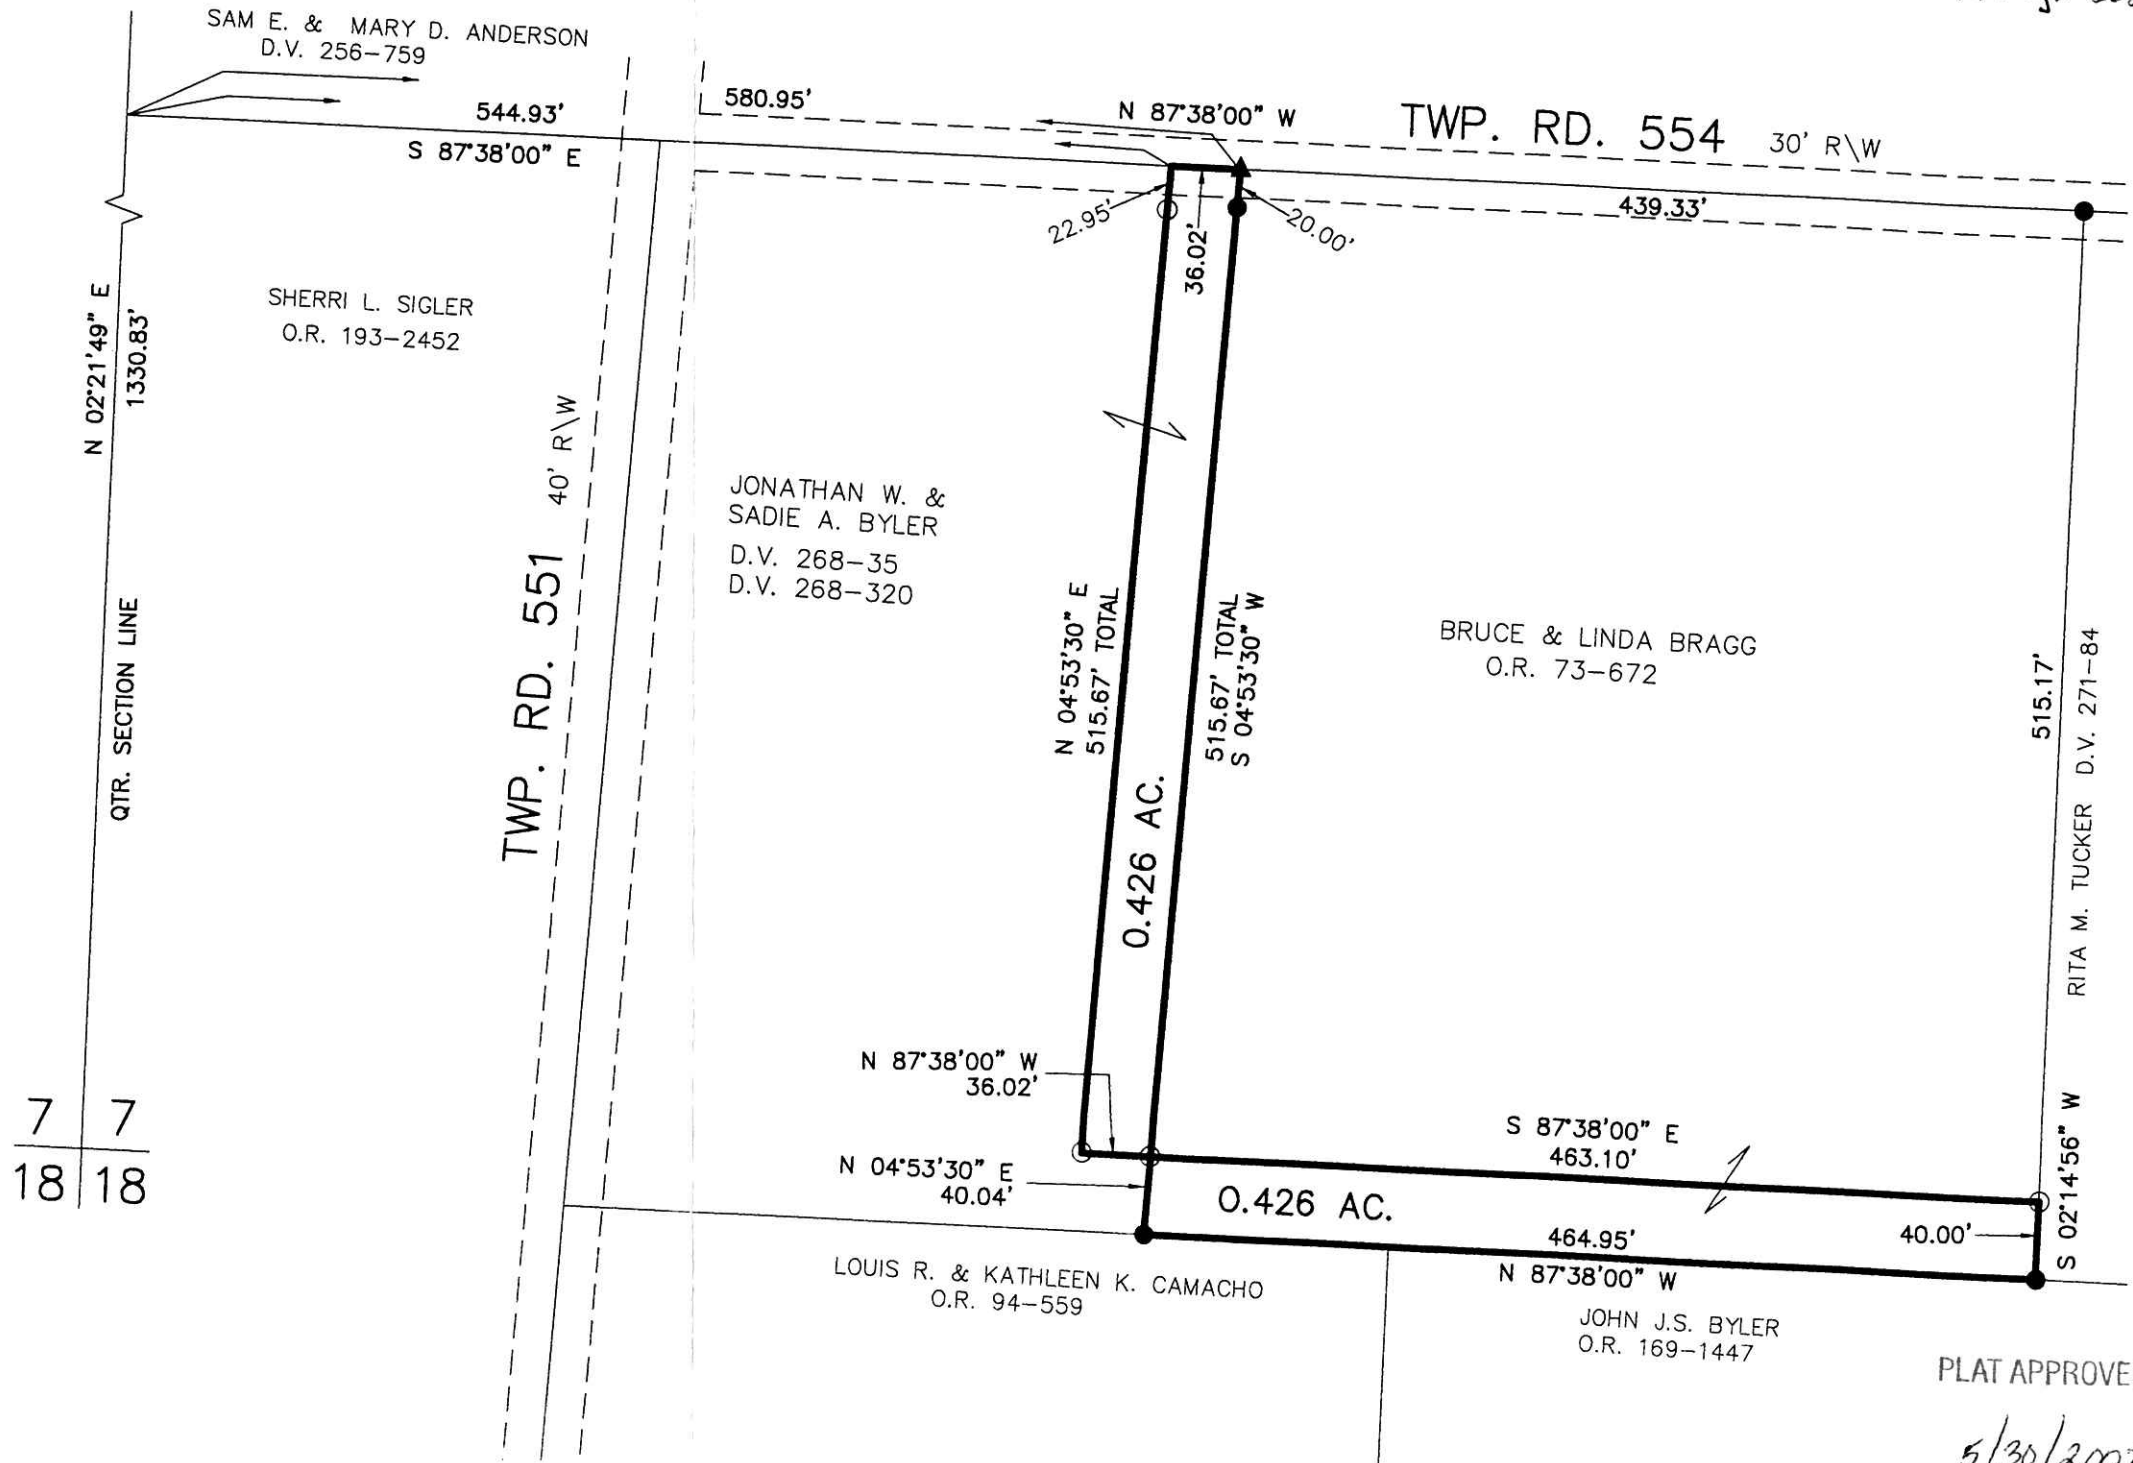 SAM E. & MARY D. ANDERSON
D.V. 256-759
544.93'
S 87°38'00" E
580.95'
N 87°38'00" W
TWP. RD. 554 30' R\W
22.95'
36.02'
20.00'
439.33'
N 02°21'49" E
1330.83'
QTR. SECTION LINE
SHERRI L. SIGLER
O.R. 193-2452
TWP. RD. 551 40' R\W
JONATHAN W. &
SADIE A. BYLER
D.V. 268-35
D.V. 268-320
N 04°53'30" E
515.67' TOTAL
515.67' TOTAL
S 04°53'30" W
0.426 AC.
BRUCE & LINDA BRAGG
O.R. 73-672
515.17'
RITA M. TUCKER D.V. 271-84
S 02°14'56" W
N 87°38'00" W
36.02'
N 04°53'30" E
40.04'
S 87°38'00" E
463.10'
0.426 AC.
464.95'
N 87°38'00" W
40.00'
7 7
18 18
LOUIS R. & KATHLEEN K. CAMACHO
O.R. 94-559
JOHN J.S. BYLER
O.R. 169-1447
PLAT APPROVE
5/30/2007